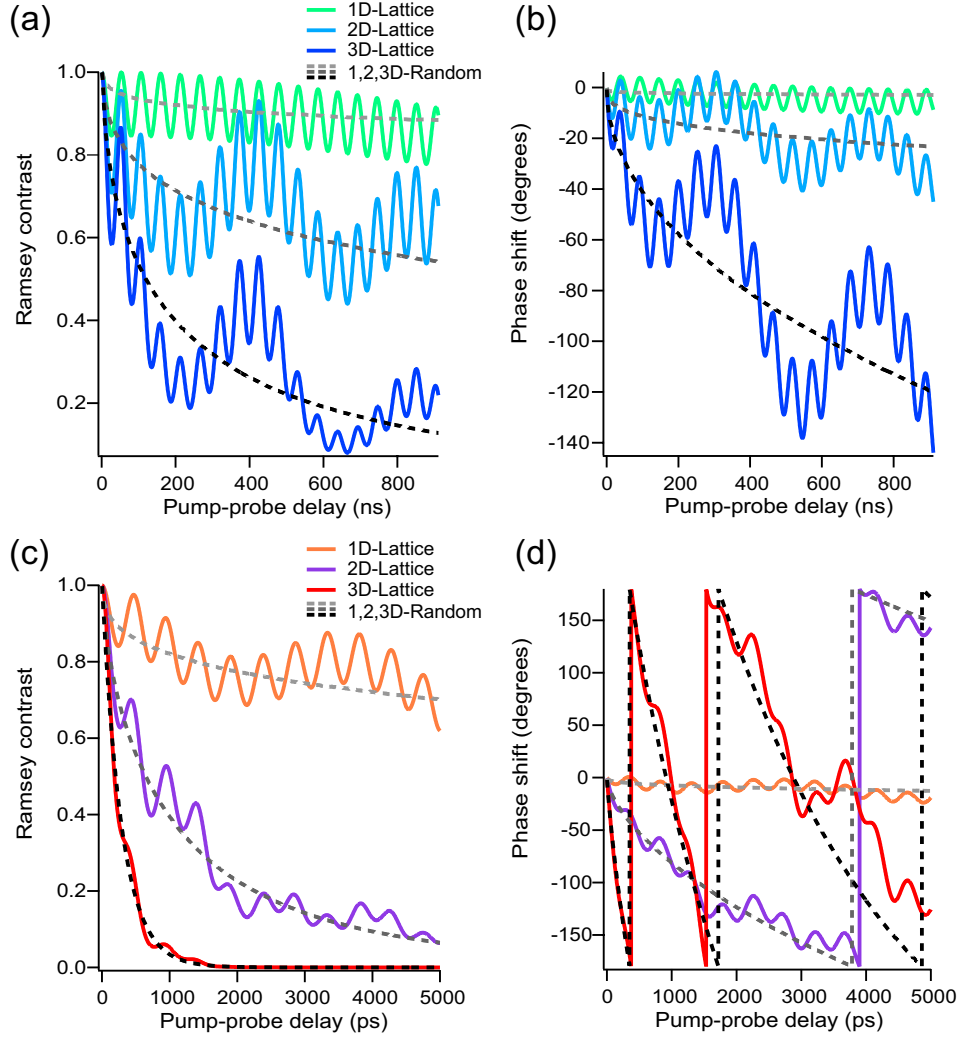 (a)
1D-Lattice
2D-Lattice
3D-Lattice
1,2,3D-Random
Ramsey contrast
1.0
0.8
0.6
0.4
0.2
0
200
400
600
800
Pump-probe delay (ns)
(b)
Phase shift (degrees)
0
-20
-40
-60
-80
-100
-120
-140
0
200
400
600
800
Pump-probe delay (ns)
(c)
1D-Lattice
2D-Lattice
3D-Lattice
1,2,3D-Random
Ramsey contrast
1.0
0.8
0.6
0.4
0.2
0.0
0
1000
2000
3000
4000
5000
Pump-probe delay (ps)
(d)
Phase shift (degrees)
150
100
50
0
-50
-100
-150
0
1000
2000
3000
4000
5000
Pump-probe delay (ps)